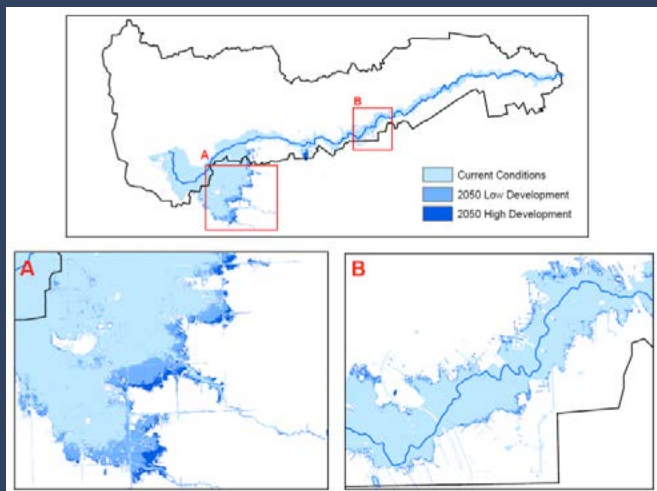 B
A
Current Conditions
2050 Low Development
2050 High Development
A
B